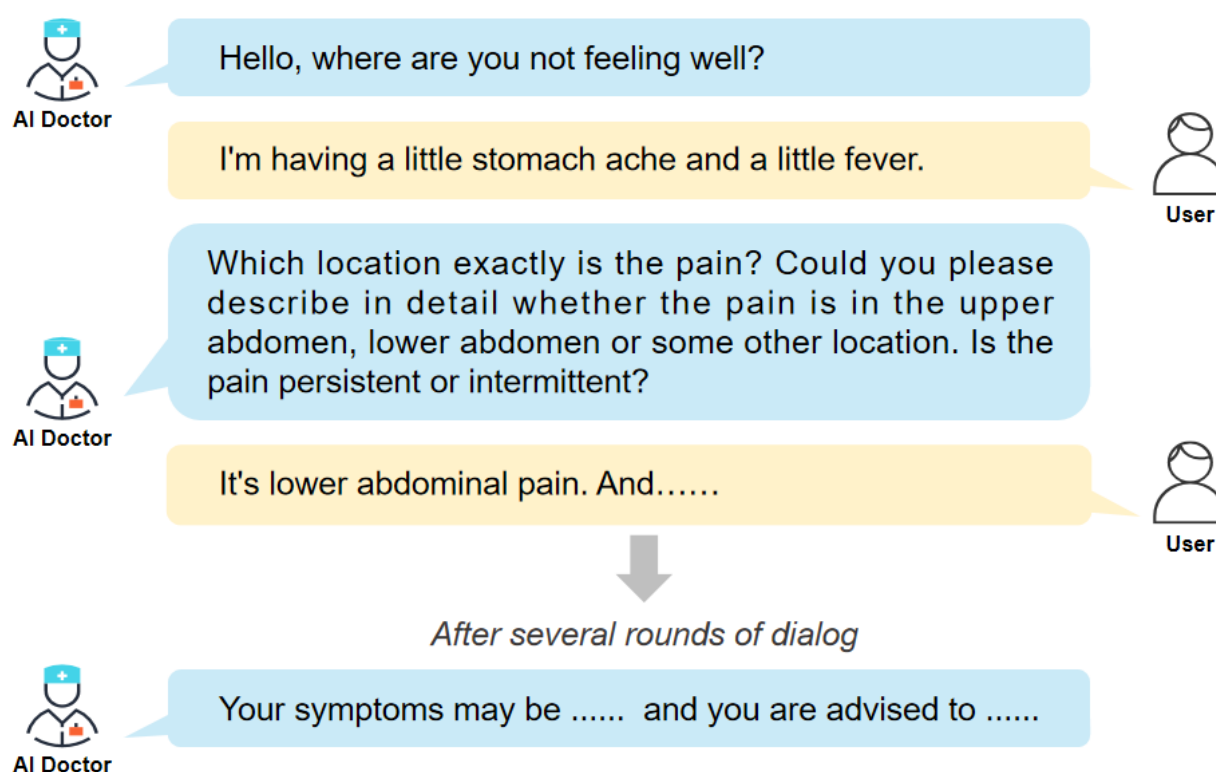 Hello, where are you not feeling well?
AI Doctor
I'm having a little stomach ache and a little fever.
User
Which location exactly is the pain? Could you please
describe in detail whether the pain is in the upper
abdomen, lower abdomen or some other location. Is the
pain persistent or intermittent?
AI Doctor
It's lower abdominal pain. And……
User
After several rounds of dialog
Your symptoms may be ...... and you are advised to ......
AI Doctor